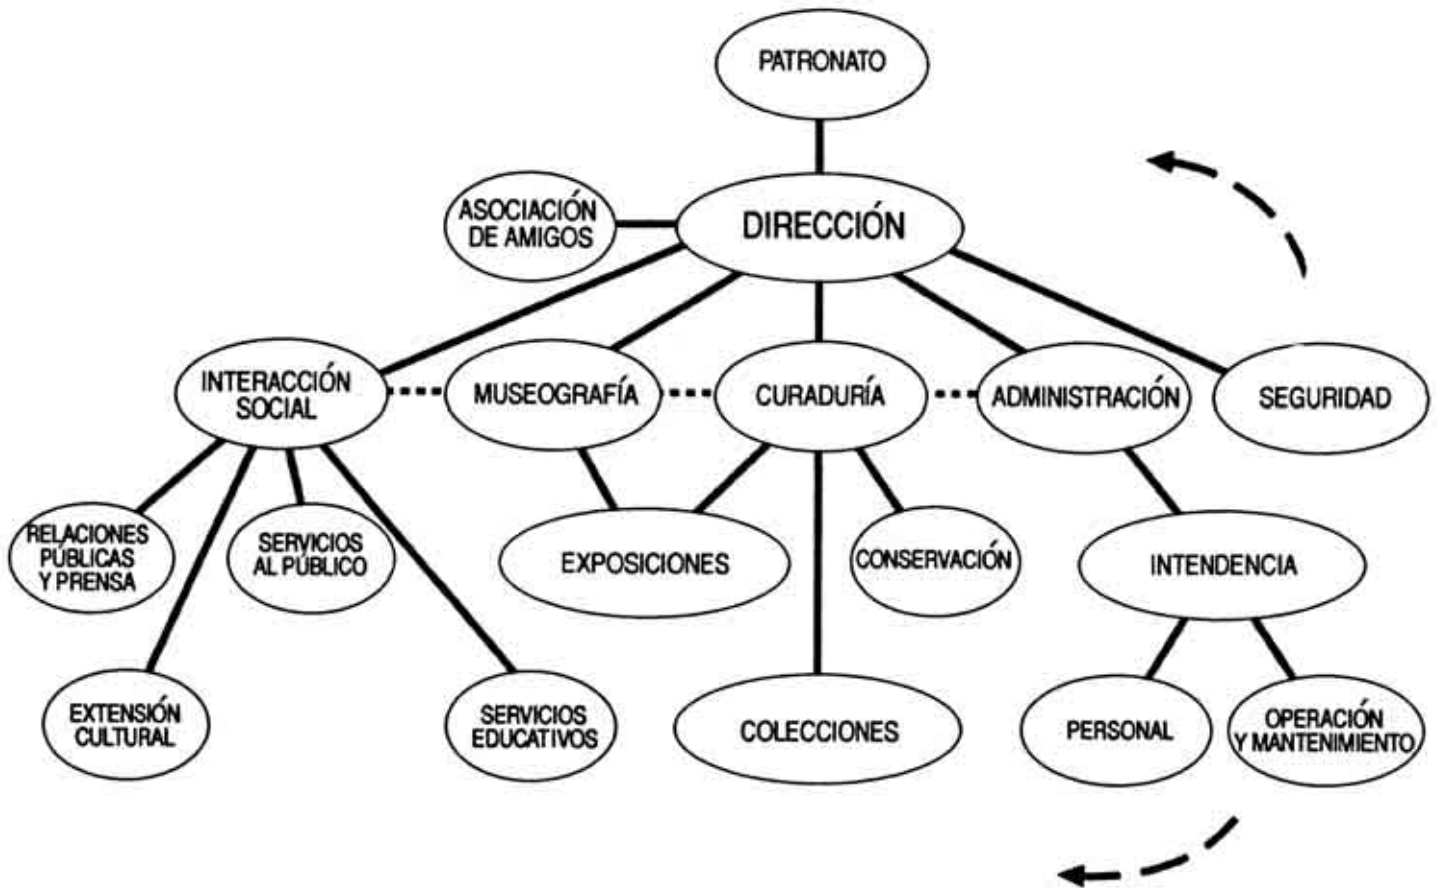 PATRONATO
ASOCIACIÓN
DE AMIGOS
DIRECCIÓN
INTERACCIÓN
SOCIAL
MUSEOGRAFÍA
CURADURÍA
ADMINISTRACIÓN
SEGURIDAD
RELACIONES
PÚBLICAS
Y PRENSA
SERVICIOS
AL PÚBLICO
EXPOSICIONES
CONSERVACIÓN
INTENDENCIA
EXTENSIÓN
CULTURAL
SERVICIOS
EDUCATIVOS
COLECCIONES
PERSONAL
OPERACIÓN
Y MANTENIMIENTO